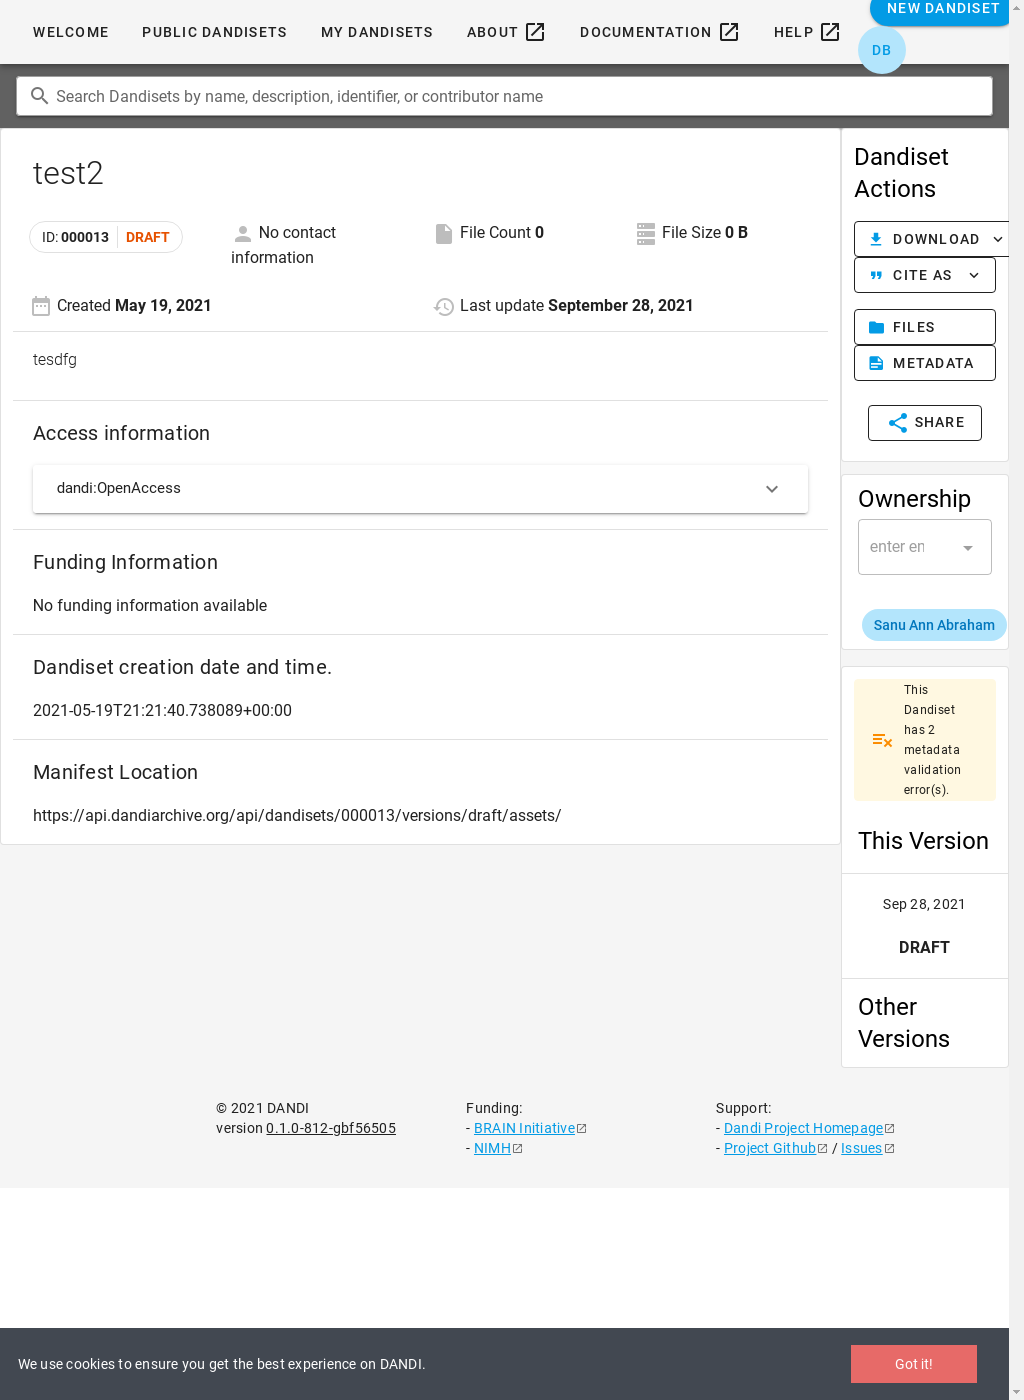 WELCOME PUBLIC DANDISETS MY DANDISETS ABOUT DOCUMENTATION HELP NEW DANDISET
DB
Search Dandisets by name, description, identifier, or contributor name
test2
ID: 000013 DRAFT
No contact information
File Count 0
File Size 0 B
Created May 19, 2021
Last update September 28, 2021
tesdfg
Access information
dandi:OpenAccess
Funding Information
No funding information available
Dandiset creation date and time.
2021-05-19T21:21:40.738089+00:00
Manifest Location
https://api.dandiarchive.org/api/dandisets/000013/versions/draft/assets/
Dandiset
Actions
DOWNLOAD
CITE AS
FILES
METADATA
SHARE
Ownership
enter en
Sanu Ann Abraham
This
Dandiset
has 2
metadata
validation
error(s).
This Version
Sep 28, 2021
DRAFT
Other
Versions
© 2021 DANDI
version 0.1.0-812-gbf56505
Funding:
- BRAIN Initiative
- NIMH
Support:
- Dandi Project Homepage
- Project Github / Issues
We use cookies to ensure you get the best experience on DANDI.
Got it!